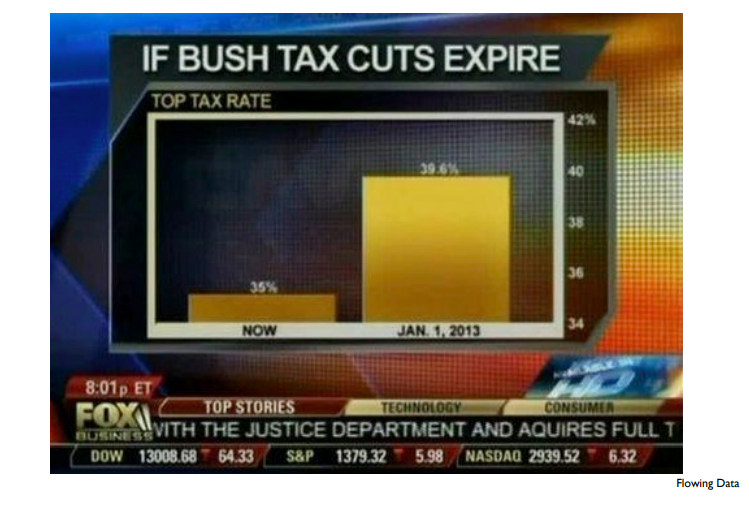 IF BUSH TAX CUTS EXPIRE
TOP TAX RATE
42%
39.6%
40
38
36
35%
34
NOW JAN. 1, 2013
8:01p ET
TOP STORIES TECHNOLOGY CONSUMER
FOX
BUSINESS
WITH THE JUSTICE DEPARTMENT AND AQUIRES FULL T
HD
DOW 13008.68 ▼ 64.33 S&P 1379.32 ▼ 5.98 NASDAQ 2939.52 ▼ 6.32
Flowing Data